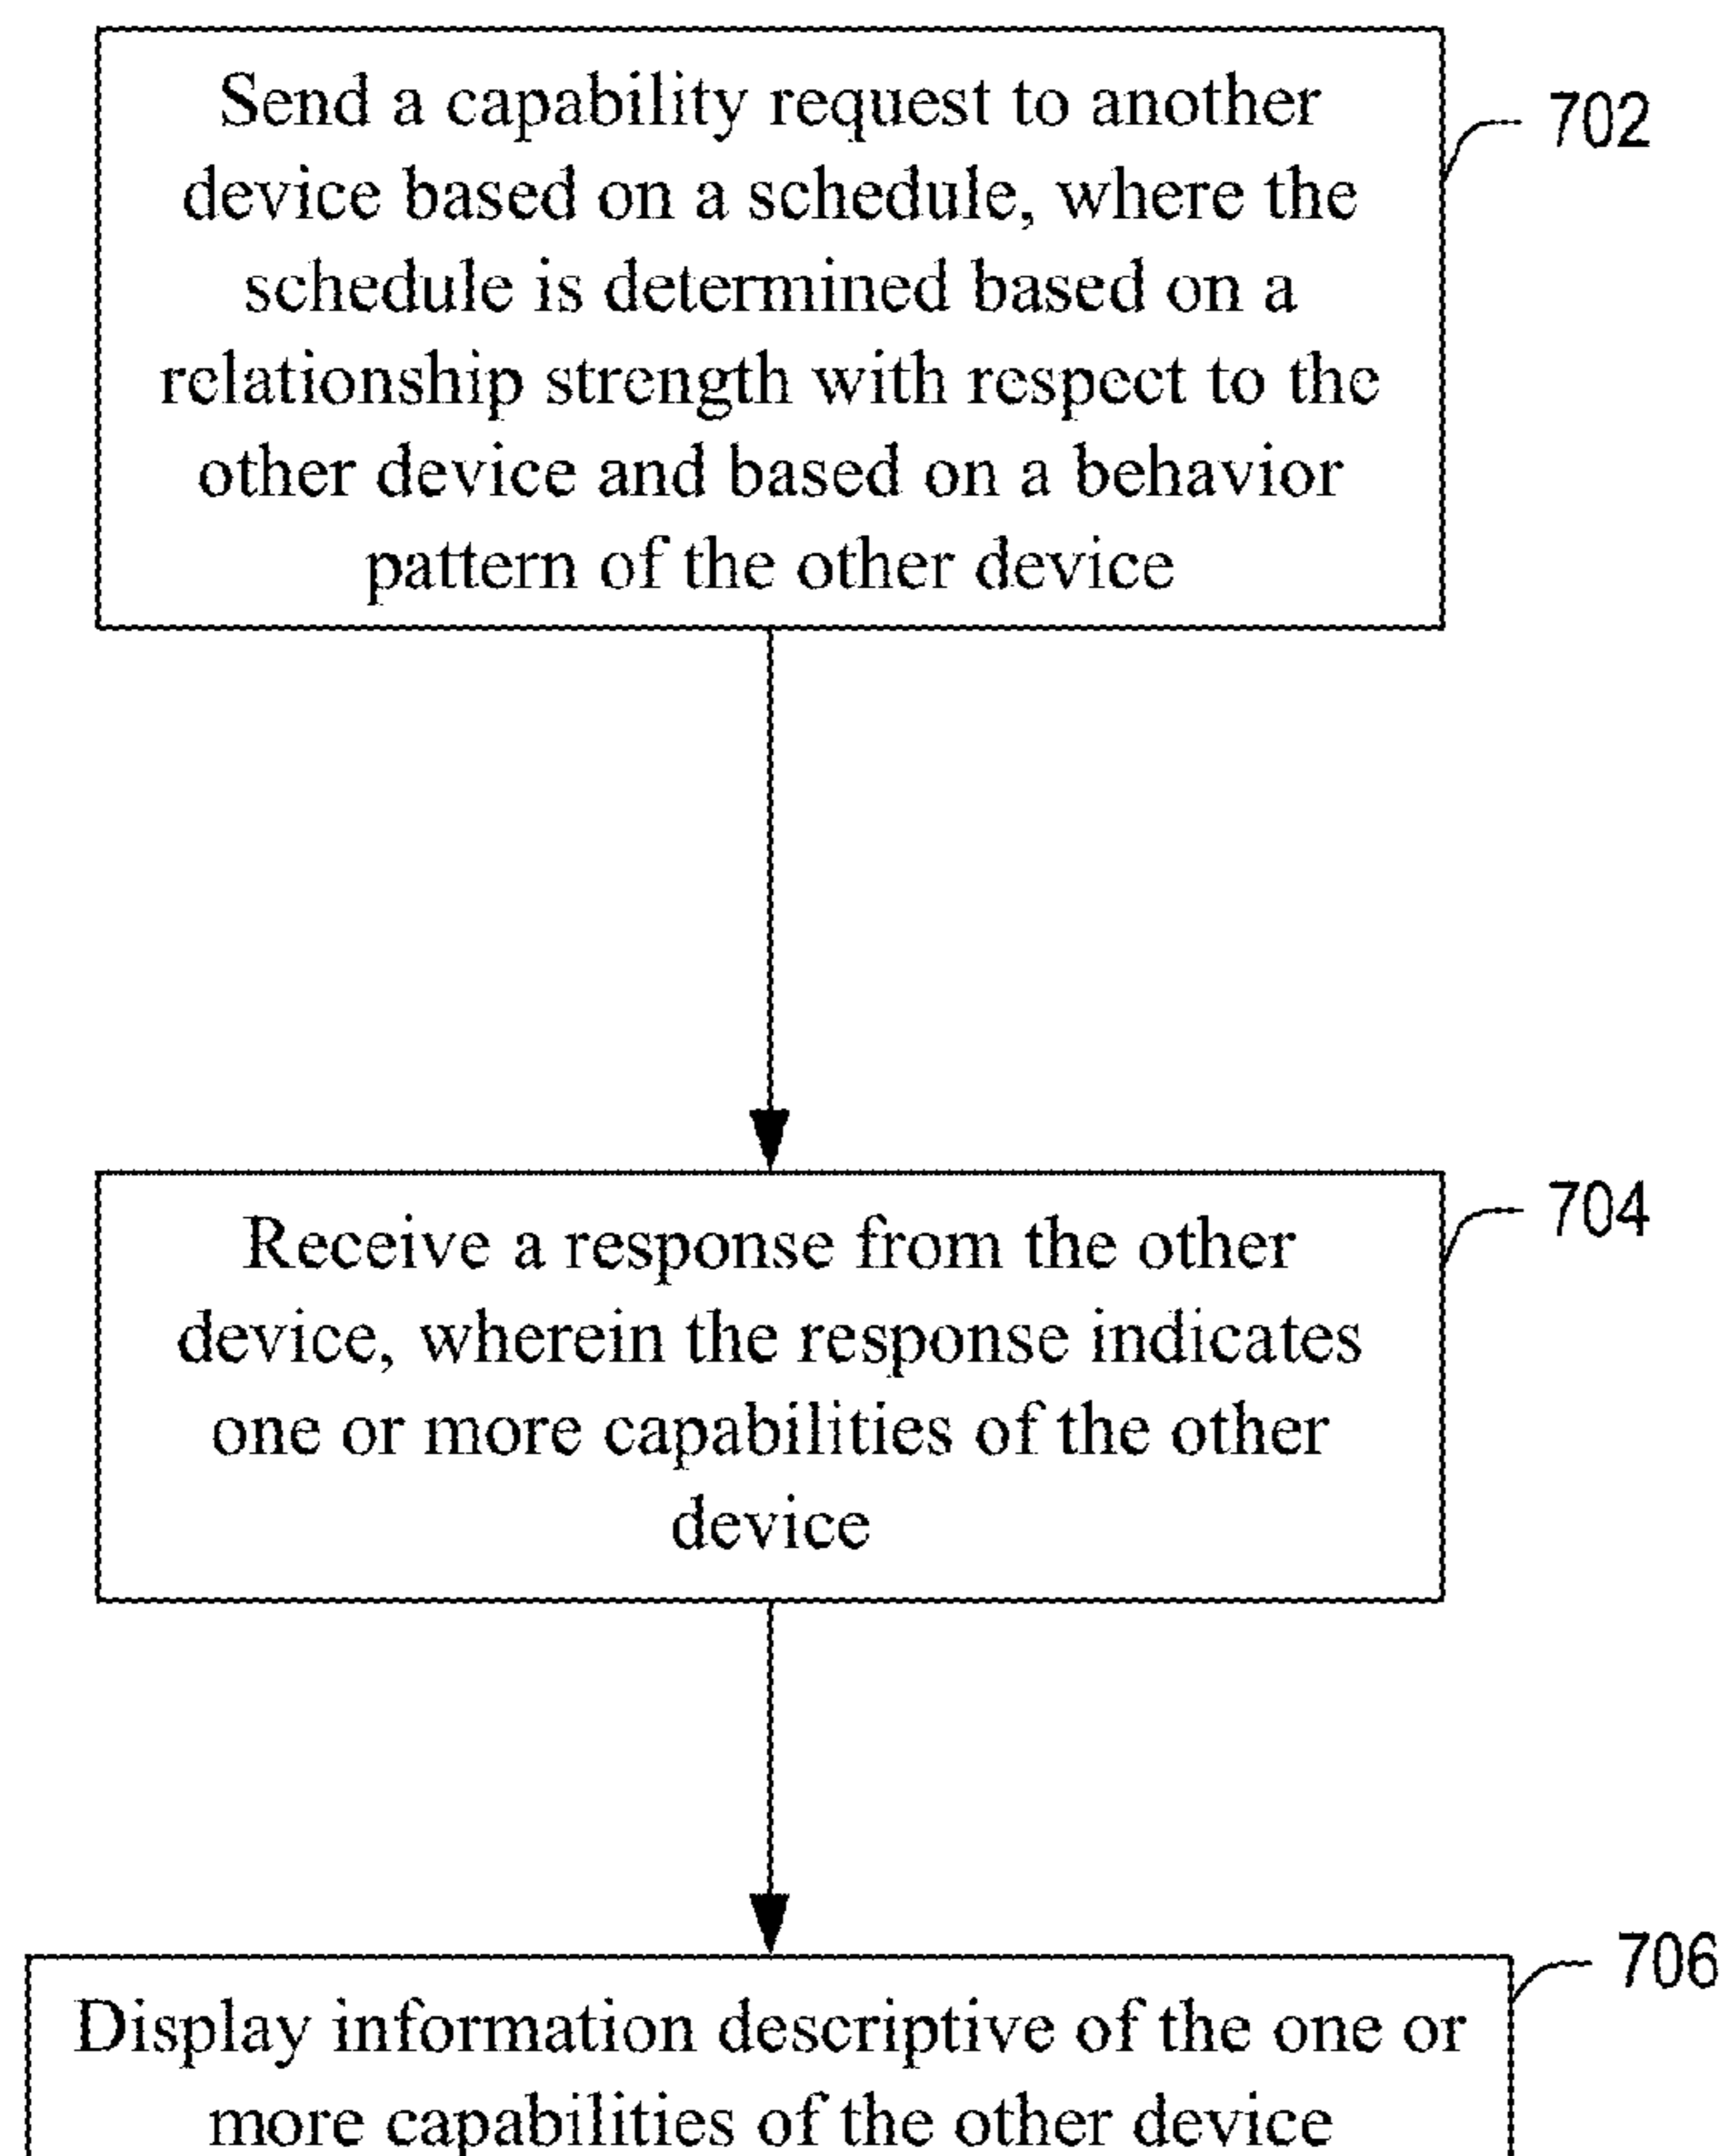 Send a capability request to another
702
device based on a schedule, where the
schedule is determined based on a
relationship strength with respect to the
other device and based on a behavior
pattern of the other device
Receive a response from the other
704
device, wherein the response indicates
one or more capabilities of the other
device
706
Display information descriptive of the one or
more capabilities of the other device